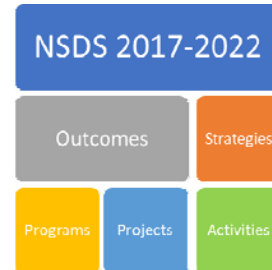 NSDS 2017-2022
Outcomes
Strategies
Programs
Projects
Activities